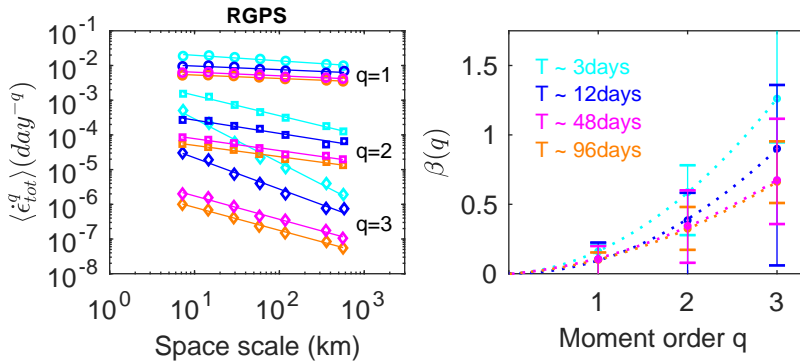 RGPS
⟨ε̇^q_tot⟩(day^−q)
10^−1
10^−2
10^−3
10^−4
10^−5
10^−6
10^−7
10^−8
q=1
q=2
q=3
10^0 10^1 10^2 10^3
Space scale (km)
β(q)
1.5
1
0.5
0
T ~ 3days
T ~ 12days
T ~ 48days
T ~ 96days
1 2 3
Moment order q